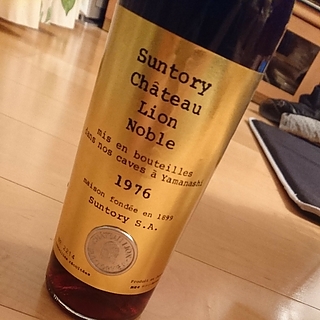 Suntory
Château
Lion
Noble
mis en bouteilles
dans nos caves à Yamanashi
1976
maison fondée en 1899
Suntory S.A.